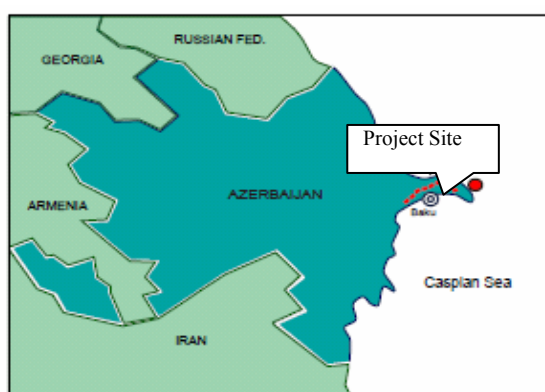 RUSSIAN FED.
GEORGIA
Project Site
ARMENIA
AZERBAIJAN
Baku
Caspian Sea
IRAN